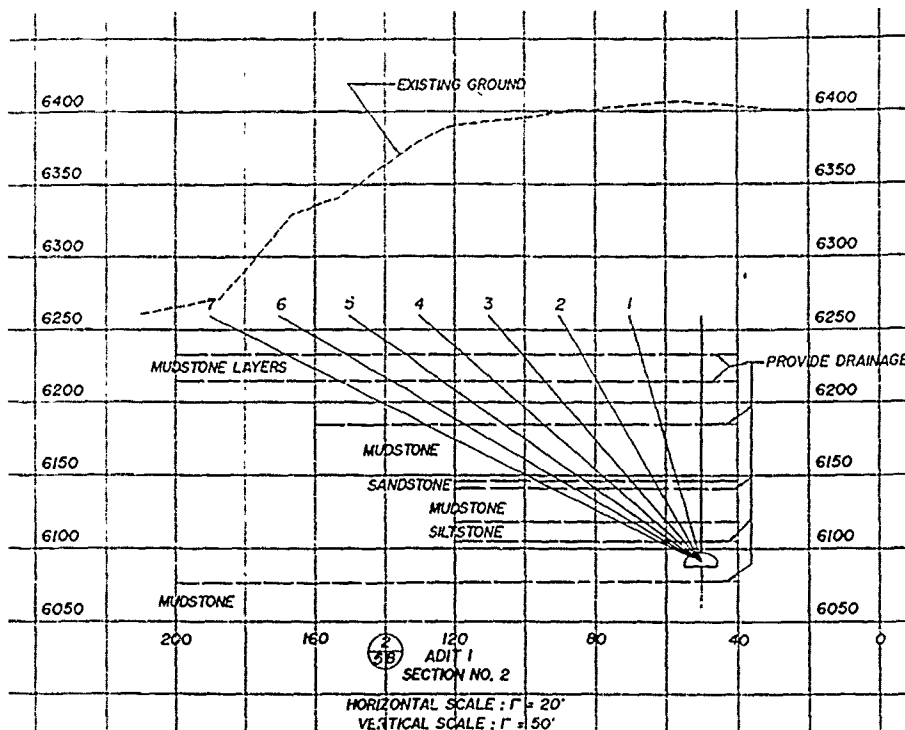 EXISTING GROUND
6400 6400
6350 6350
6300 6300
7 6 5 4 3 2 1
6250 6250
PROVIDE DRAINAGE
MUDSTONE LAYERS
6200 6200
MUDSTONE
6150 6150
SANDSTONE
MUDSTONE
SILTSTONE
6100 6100
MUDSTONE
6050 6050
200 160 120 80 40 0
2
5B
ADIT 1
SECTION NO. 2
HORIZONTAL SCALE : 1" = 20'
VERTICAL SCALE : 1" = 50'